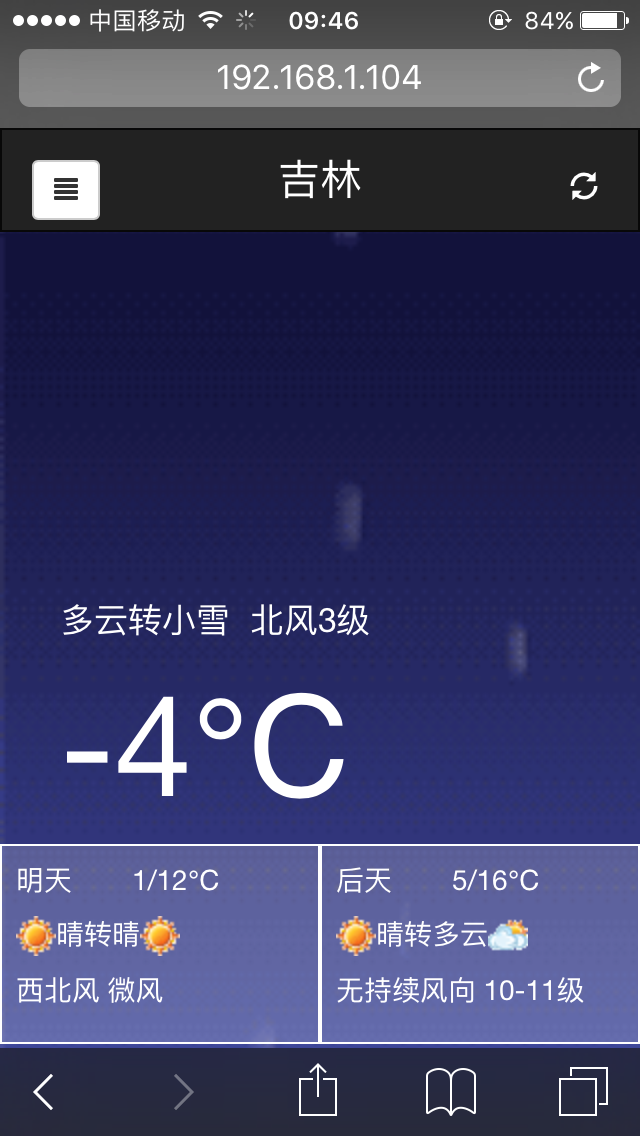 中国移动 09:46 84%
192.168.1.104
吉林
多云转小雪 北风3级
-4°C
明天 1/12°C
晴转晴
西北风 微风
后天 5/16°C
晴转多云
无持续风向 10-11级